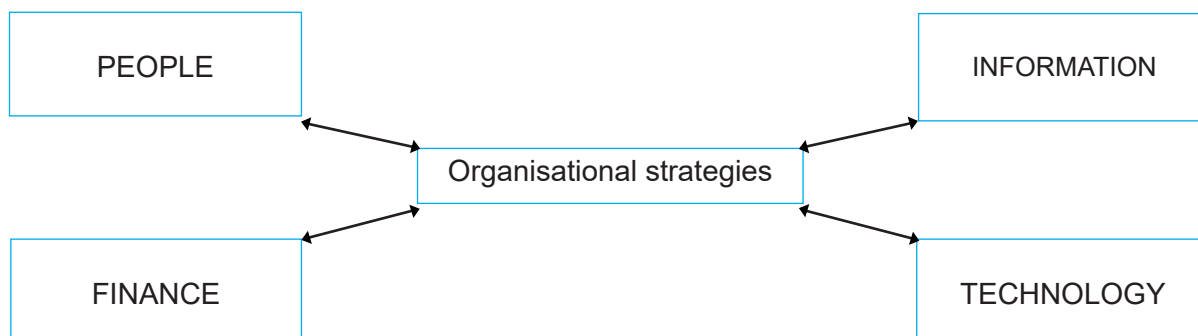 PEOPLE
INFORMATION
Organisational strategies
FINANCE
TECHNOLOGY